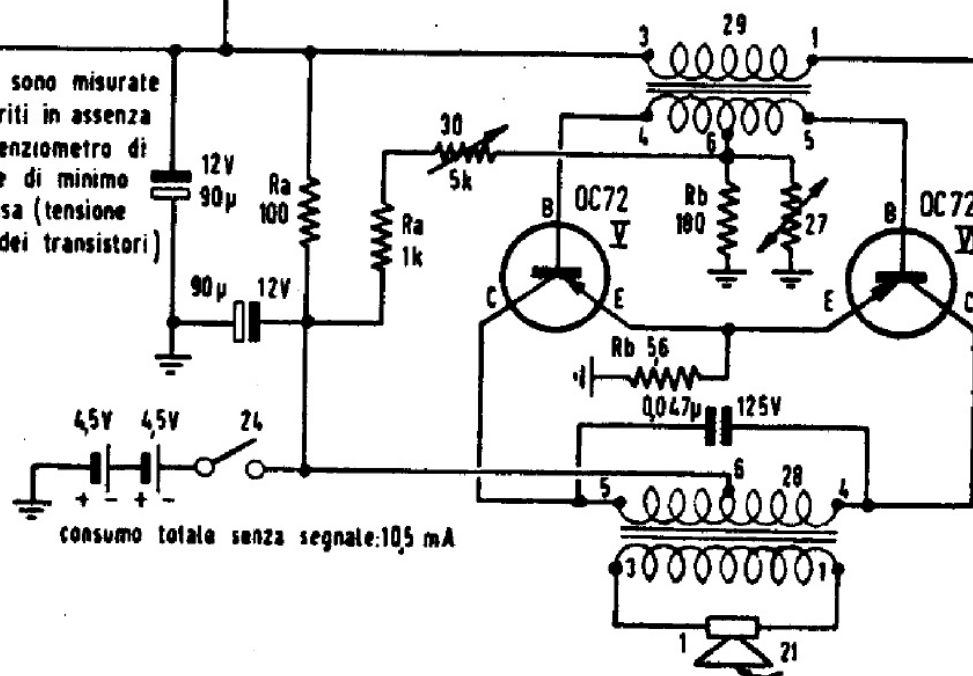 3
29
1
sono misurate
riti in assenza
enziometro di
e di minimo
sa (tensione
dei transistori)
12V
90µ
Ra
100
30
5k
Ra
1k
4
6
5
Rb
180
27
B
OC72
V
B
OC72
C
E
E
C
90µ
12V
Rb 5,6
0,047µ
125V
4,5V
4,5V
24
+ - + -
5
6
28
4
consumo totale senza segnale:10,5 mA
3
1
1
21